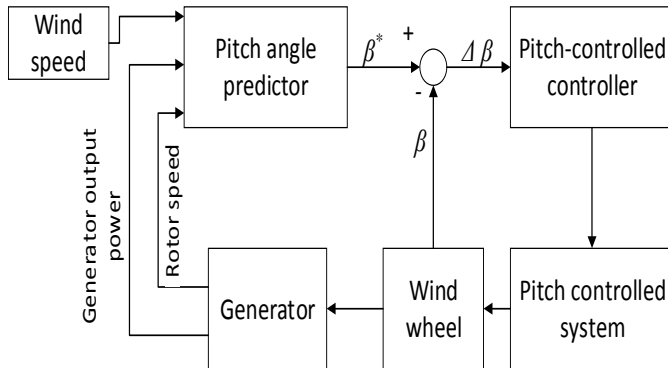 Wind
speed
Pitch angle
predictor
β*
+
-
Δβ
Pitch-controlled
controller
β
Generator output
power
Rotor speed
Generator
Wind
wheel
Pitch controlled
system